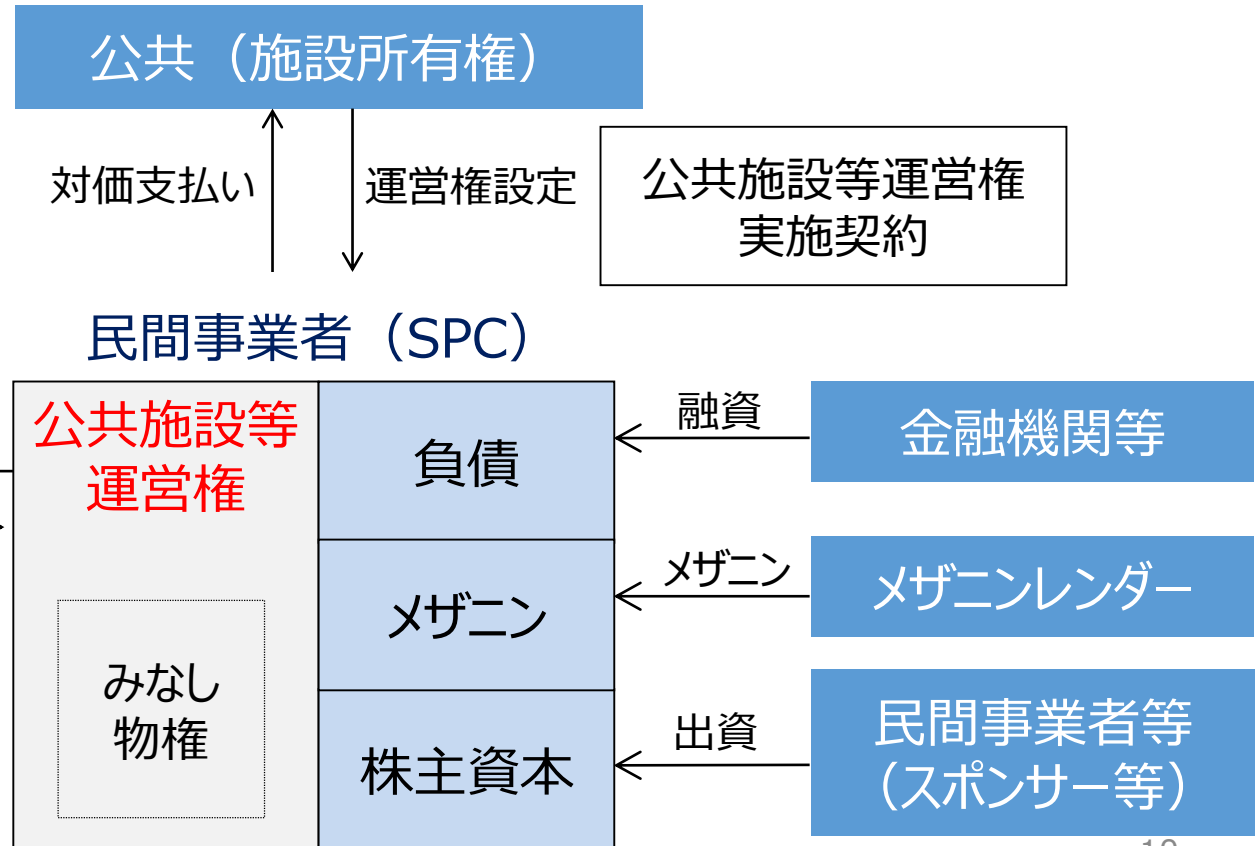 公共（施設所有権）
対価支払い
運営権設定
公共施設等運営権
実施契約
民間事業者（SPC）
公共施設等
運営権
みなし
物権
負債
メザニン
株主資本
融資
メザニン
出資
金融機関等
メザニンレンダー
民間事業者等
（スポンサー等）